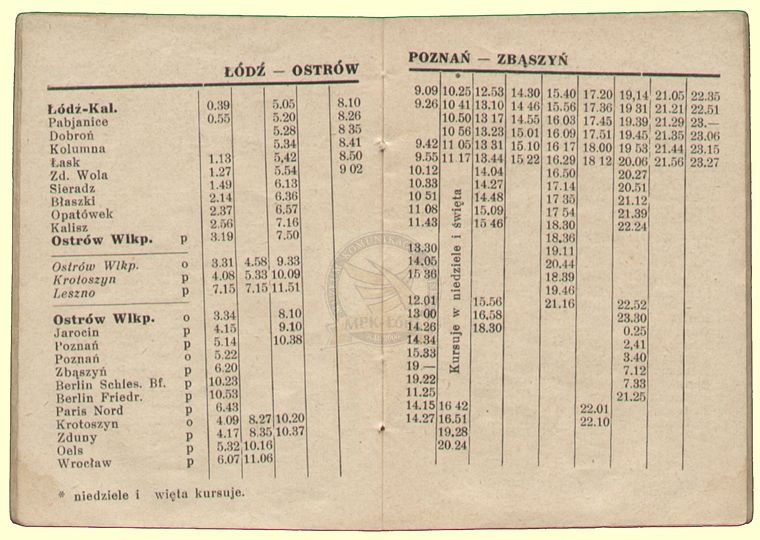 ŁÓDŹ — OSTRÓW
Łódź-Kal. 0.39 5.05 8.10
Pabjanice 0.55 5.20 8.26
Dobroń 5.28 8 35
Kolumna 5.34 8.41
Łask 1.13 5,42 8.50
Zd. Wola 1.27 5.54 9 02
Sieradz 1.49 6.13
Błaszki 2.14 6.36
Opatówek 2.37 6.57
Kalisz 2.56 7.16
Ostrów Wlkp. p 3.19 7.50
Ostrów Wlkp. o 3.31 4.58 9.33
Krotoszyn p 4.08 5.33 10.09
Leszno p 7.15 7.15 11.51
Ostrów Wlkp. o 3.34 8.10
Jarocin p 4.15 9.10
Poznań p 5.14 10.38
Poznań o 5.22
Zbąszyń p 6.20
Berlin Schles. Bf. p 10.23
Berlin Friedr. p 10.53
Paris Nord p 6.43
Krotoszyn o 4.09 8.27 10.20
Zduny p 4.17 8.35 10.37
Oels p 5.32 10.16
Wrocław p 6.07 11.06
* niedziele i więta kursuje.
POZNAŃ — ZBĄSZYŃ
*
9.09 10.25 12.53 14.30 15.40 17.20 19,14 21.05 22.35
9.26 10 41 13.10 14 46 15.56 17.36 19 31 21.21 22.51
10.50 13.17 14.55 16 03 17.45 19.39 21.29 23.—
10 56 13.23 15.01 16 09 17.51 19.45 21.35 23.06
9.42 11 05 13.31 15.10 16 17 18.00 19 53 21.44 23.15
9.55 11 17 13.44 15 22 16.29 18 12 20.06 21.56 23.27
10.12 14.04 16.50 20.27
10.33 14.27 17.14 20.51
10 51 14.48 17 35 21.12
11 08 15.09 17 54 21.39
11.43 15 46 18.30 22.24
18.36
13.30 19.11
14.05 20.44
15 36 18.39
19.46
12.01 15.56 21.16 22.52
13 00 16,58 23.30
14.26 18.30 0.25
14.34 2,41
15.33 3.40
19 — 7.12
19.22 7.33
11.25 21.25
14.15 16 42 22.01
14.27 16.51 22.10
19,28
20.24
Kursuje w niedziele i święta